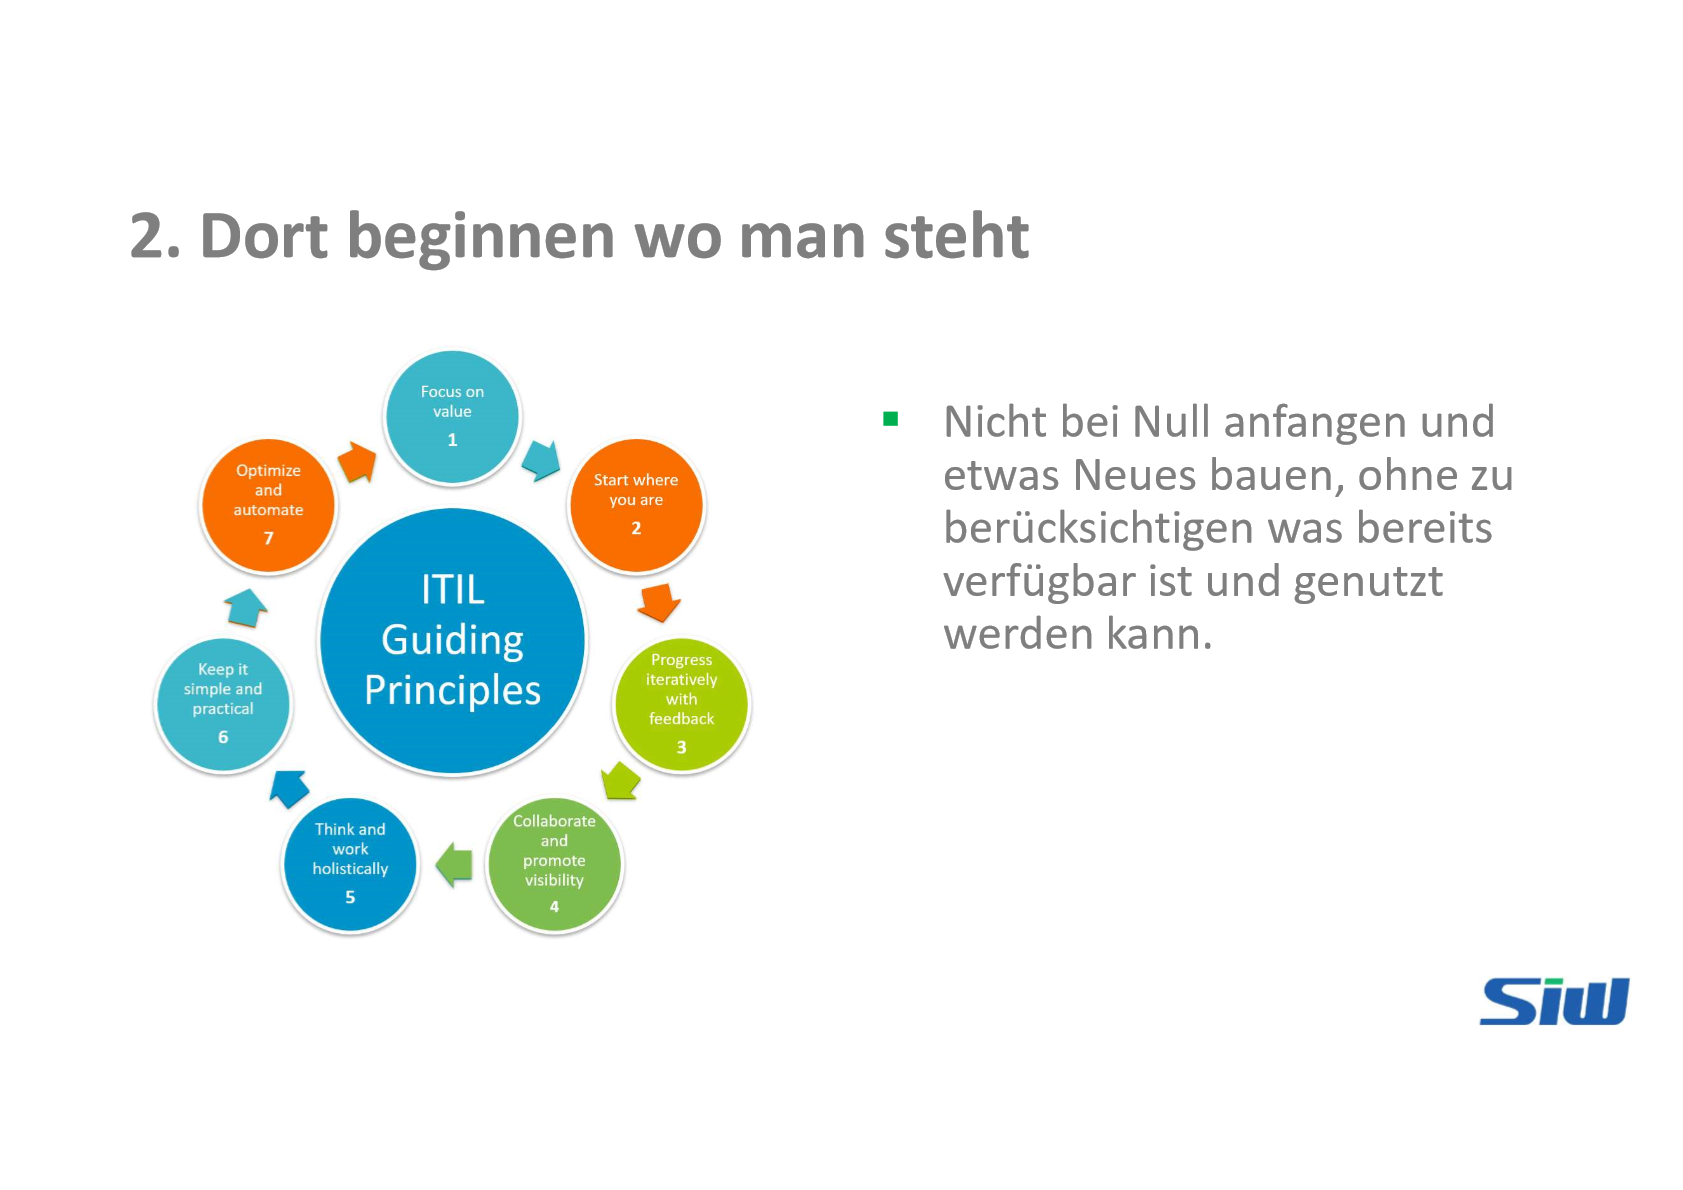 2. Dort beginnen wo man steht
Focus on
value
1
Start where
you are
2
Progress
iteratively
with
feedback
3
Collaborate
and
promote
visibility
4
Think and
work
holistically
5
Keep it
simple and
practical
6
Optimize
and
automate
7
ITIL
Guiding
Principles
Nicht bei Null anfangen und
etwas Neues bauen, ohne zu
berücksichtigen was bereits
verfügbar ist und genutzt
werden kann.
Siw